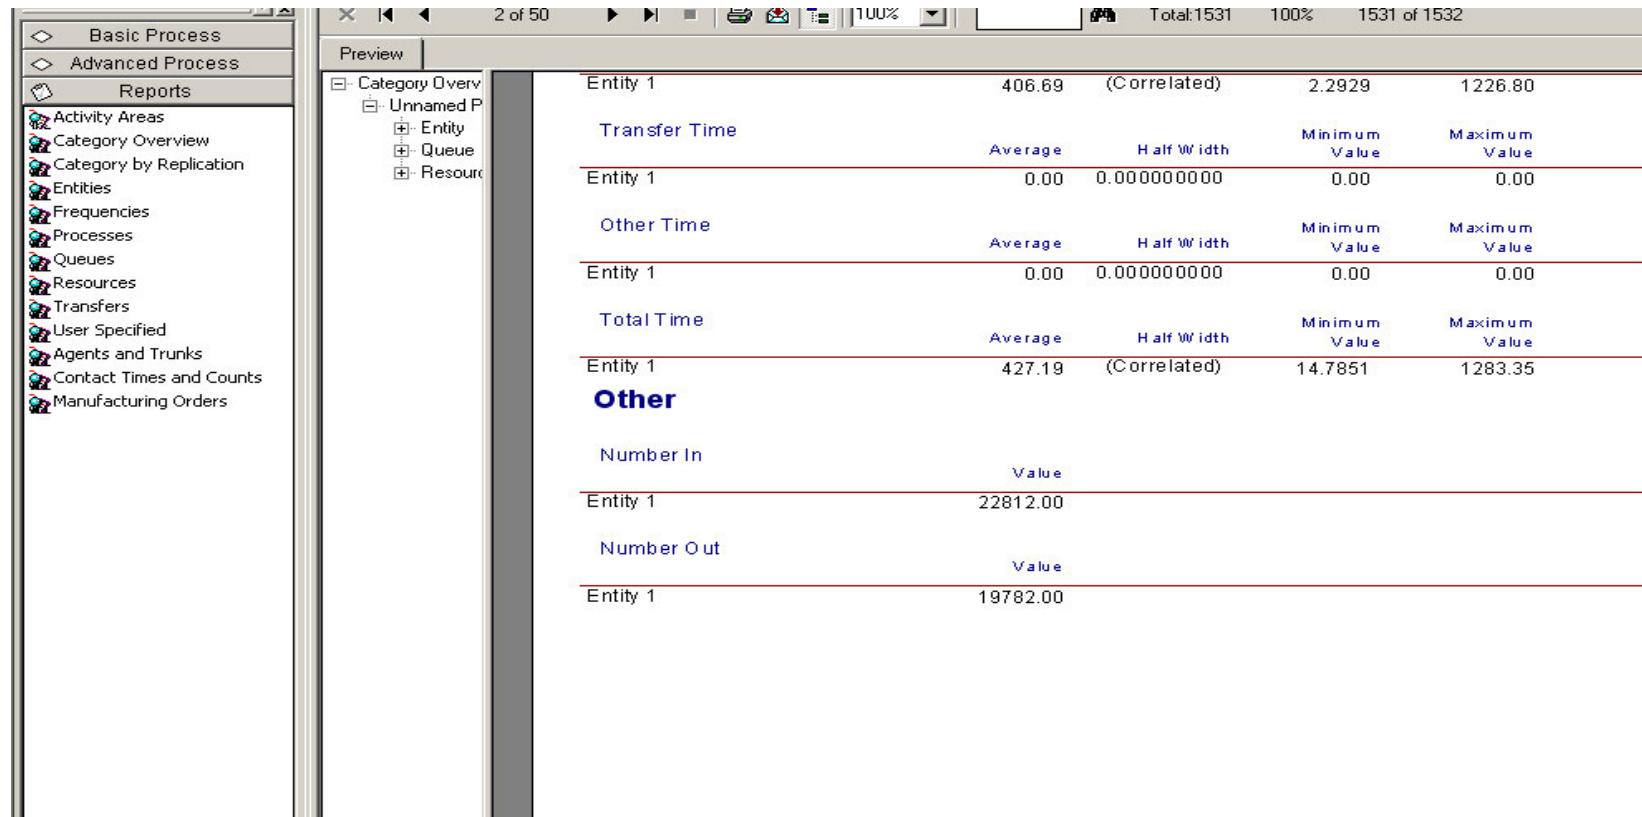 2 of 50 100% Total:1531 100% 1531 of 1532
Basic Process
Advanced Process
Reports
Activity Areas
Category Overview
Category by Replication
Entities
Frequencies
Processes
Queues
Resources
Transfers
User Specified
Agents and Trunks
Contact Times and Counts
Manufacturing Orders
Preview
Category Overv
Unnamed P
Entity
Queue
Resourc
Entity 1 406.69 (Correlated) 2.2929 1226.80
Transfer Time Average Half Width Minimum Value Maximum Value
Entity 1 0.00 0.000000000 0.00 0.00
Other Time Average Half Width Minimum Value Maximum Value
Entity 1 0.00 0.000000000 0.00 0.00
Total Time Average Half Width Minimum Value Maximum Value
Entity 1 427.19 (Correlated) 14.7851 1283.35
Other
Number In
Value
Entity 1 22812.00
Number Out
Value
Entity 1 19782.00